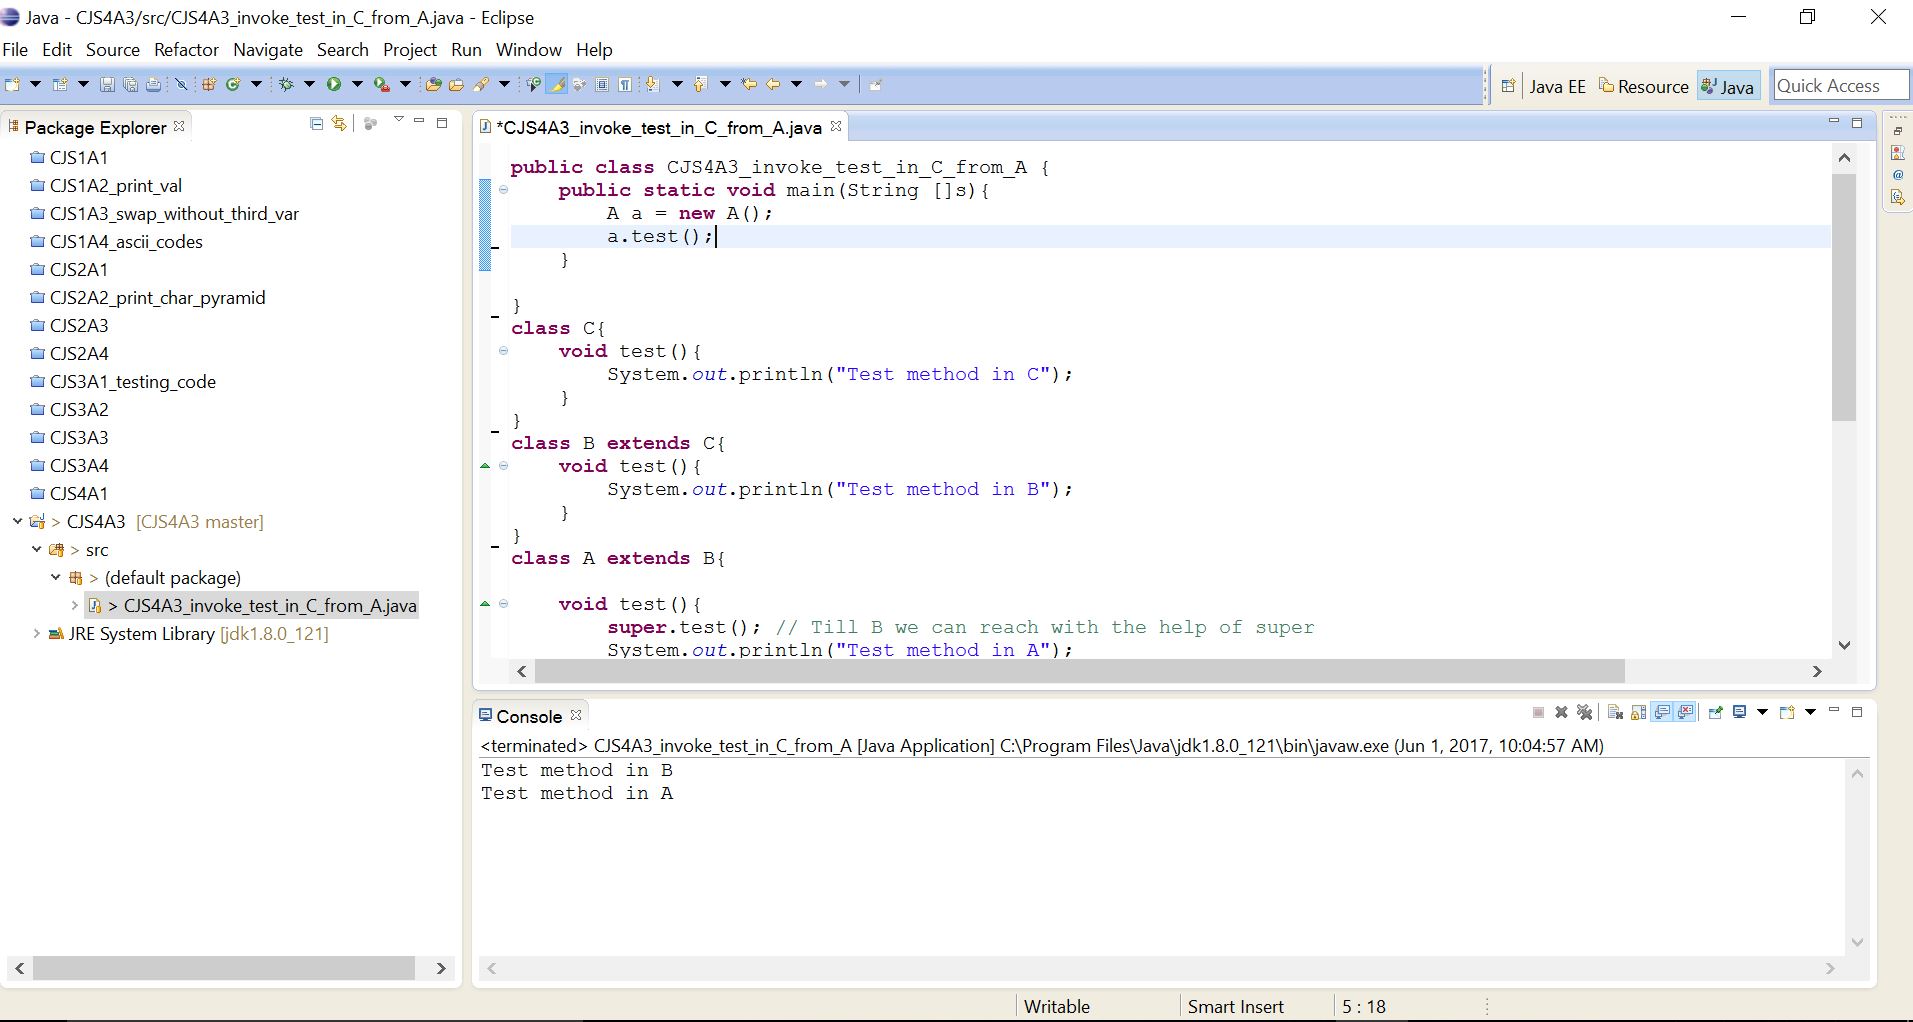 Java - CJS4A3/src/CJS4A3_invoke_test_in_C_from_A.java - Eclipse
File Edit Source Refactor Navigate Search Project Run Window Help
Java EE Resource Java Quick Access
Package Explorer
CJS1A1
CJS1A2_print_val
CJS1A3_swap_without_third_var
CJS1A4_ascii_codes
CJS2A1
CJS2A2_print_char_pyramid
CJS2A3
CJS2A4
CJS3A1_testing_code
CJS3A2
CJS3A3
CJS3A4
CJS4A1
> CJS4A3 [CJS4A3 master]
> src
> (default package)
> CJS4A3_invoke_test_in_C_from_A.java
JRE System Library [jdk1.8.0_121]
*CJS4A3_invoke_test_in_C_from_A.java
public class CJS4A3_invoke_test_in_C_from_A {
public static void main(String []s){
A a = new A();
a.test();
}
}
class C{
void test(){
System.out.println("Test method in C");
}
}
class B extends C{
void test(){
System.out.println("Test method in B");
}
}
class A extends B{
void test(){
super.test(); // Till B we can reach with the help of super
System.out.println("Test method in A");
Console
<terminated> CJS4A3_invoke_test_in_C_from_A [Java Application] C:\Program Files\Java\jdk1.8.0_121\bin\javaw.exe (Jun 1, 2017, 10:04:57 AM)
Test method in B
Test method in A
Writable Smart Insert 5 : 18